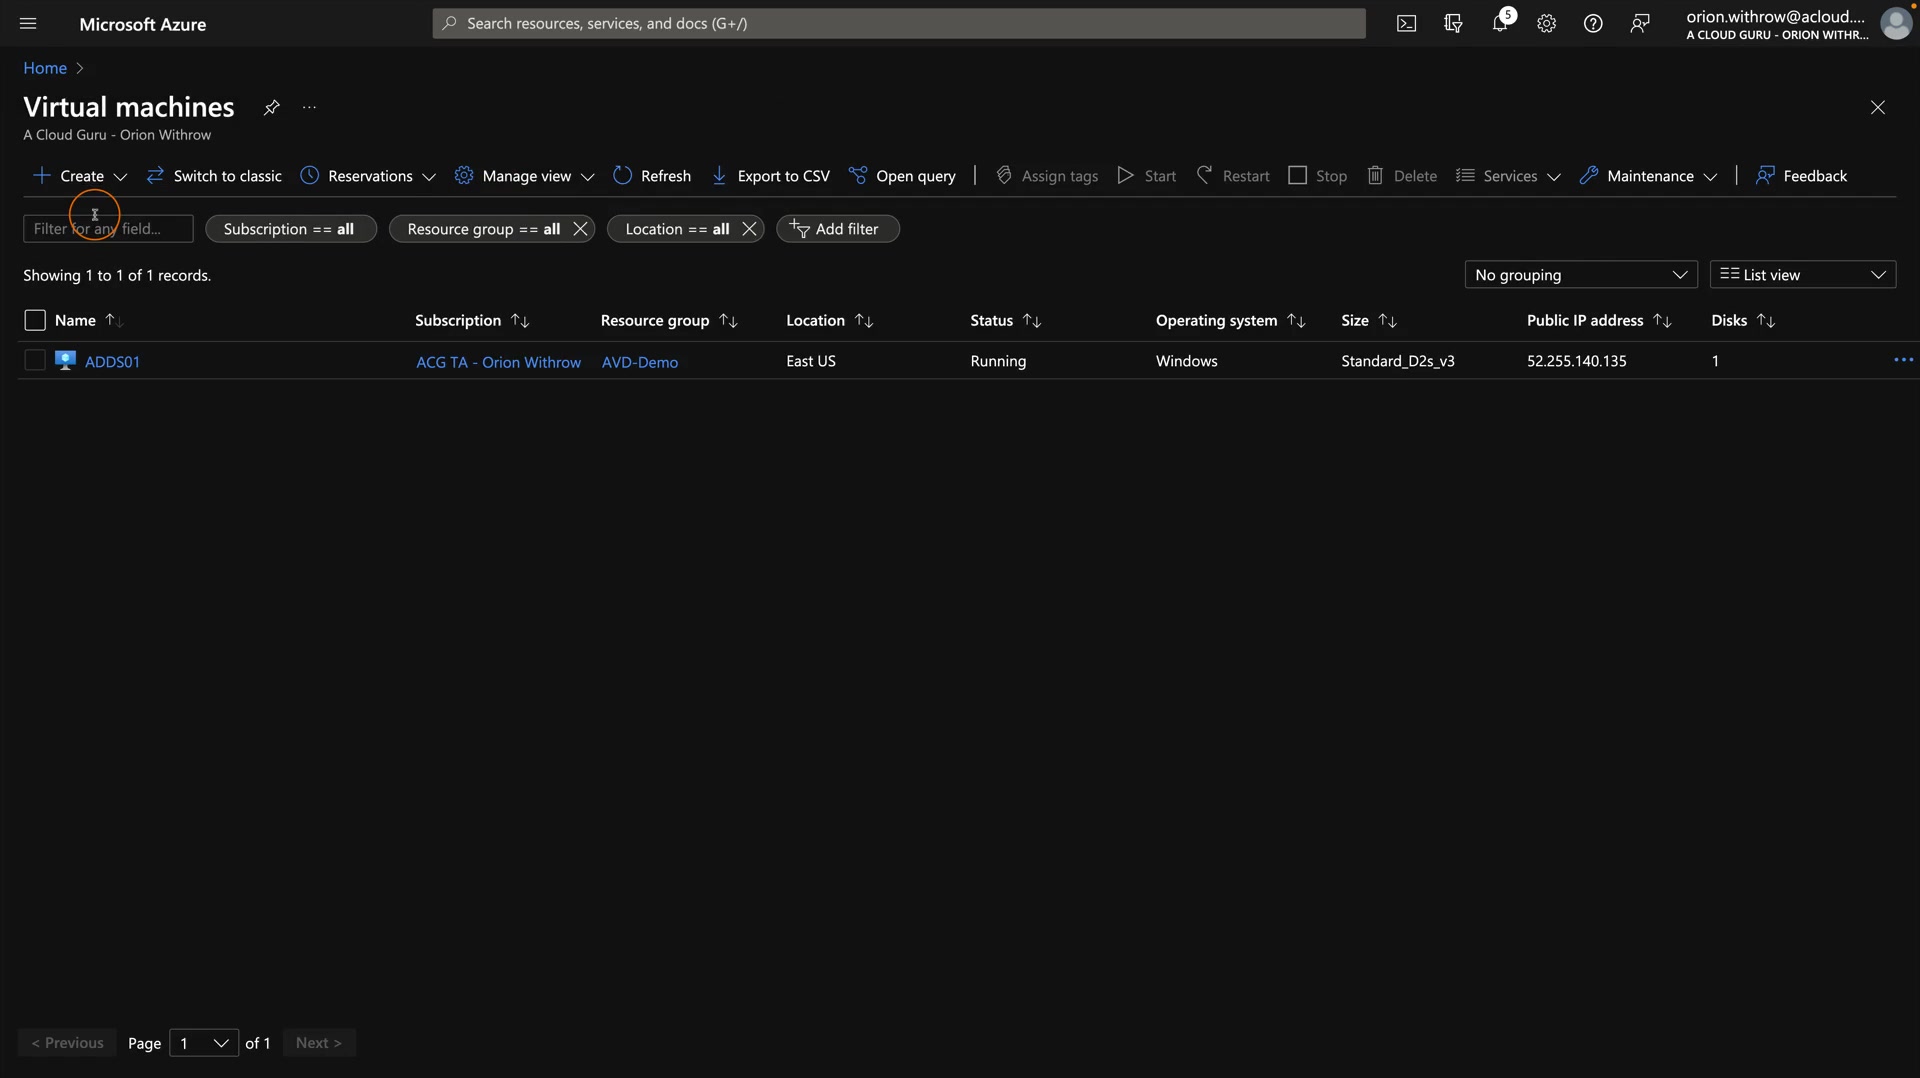 Microsoft Azure
Search resources, services, and docs (G+/)
5
orion.withrow@acloud....
A CLOUD GURU - ORION WITHR...
Home >
Virtual machines
A Cloud Guru - Orion Withrow
Create Switch to classic Reservations Manage view Refresh Export to CSV Open query Assign tags Start Restart Stop Delete Services Maintenance Feedback
Filter for any field... Subscription == all Resource group == all Location == all Add filter
Showing 1 to 1 of 1 records. No grouping List view
Name Subscription Resource group Location Status Operating system Size Public IP address Disks
ADDS01 ACG TA - Orion Withrow AVD-Demo East US Running Windows Standard_D2s_v3 52.255.140.135 1
< Previous Page 1 of 1 Next >